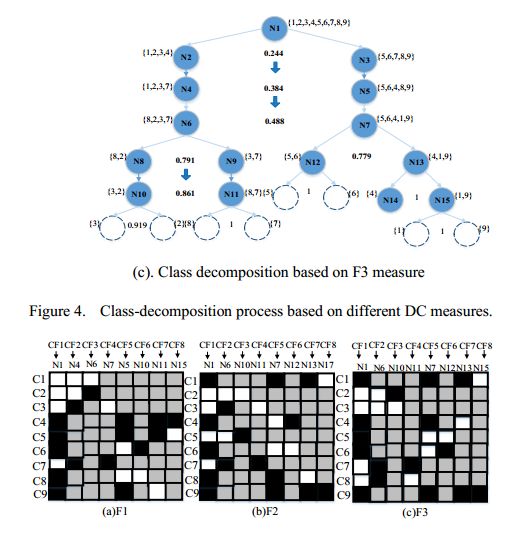 N1 {1,2,3,4,5,6,7,8,9}
{1,2,3,4} N2 0.244 N3 {5,6,7,8,9}
{1,2,3,7} N4 0.384 N5 {5,6,4,8,9}
0.488
{8,2,3,7} N6 N7 {5,6,4,1,9}
{8,2} N8 0.791 N9 {3,7} {5,6} N12 0.779 N13 {4,1,9}
{3,2} N10 0.861 N11 {8,7} {5} 1 {6} {4} N14 1 N15 {1,9}
{3} 0.919 {2} {8} 1 {7} {1} 1 {9}
(c). Class decomposition based on F3 measure
Figure 4. Class-decomposition process based on different DC measures.
CF1 CF2 CF3 CF4 CF5 CF6 CF7 CF8 CF1 CF2 CF3 CF4 CF5 CF6 CF7 CF8 CF1 CF2 CF3 CF4 CF5 CF6 CF7 CF8
N1 N4 N6 N7 N5 N10 N11 N15 N1 N6 N10 N11 N7 N12 N13 N17 N1 N6 N10 N11 N7 N12 N13 N15
C1 C1 C1
C2 C2 C2
C3 C3 C3
C4 C4 C4
C5 C5 C5
C6 C6 C6
C7 C7 C7
C8 C8 C8
C9 C9 C9
(a)F1 (b)F2 (c)F3